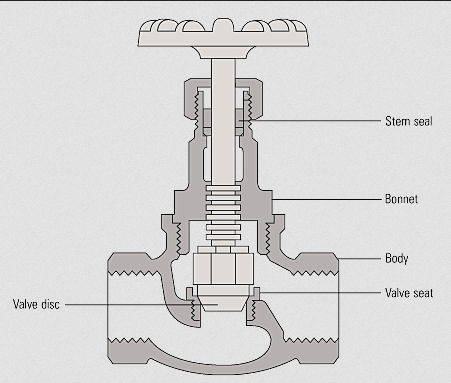 Stem seal
Bonnet
Body
Valve seat
Valve disc